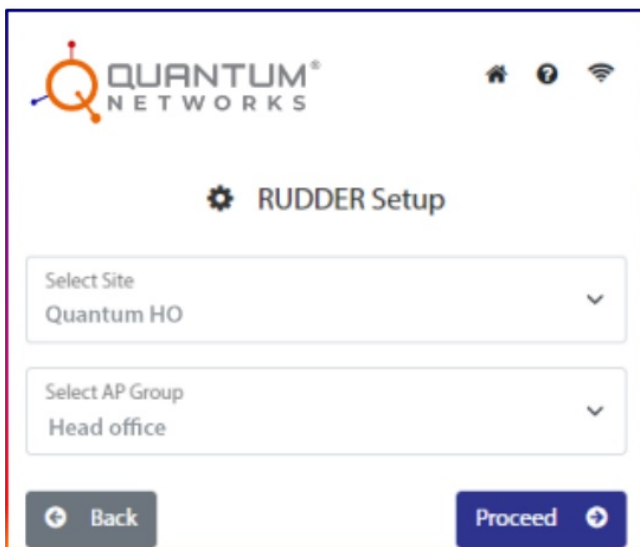 QUANTUM®
NETWORKS
RUDDER Setup
Select Site
Quantum HO
Select AP Group
Head office
Back
Proceed